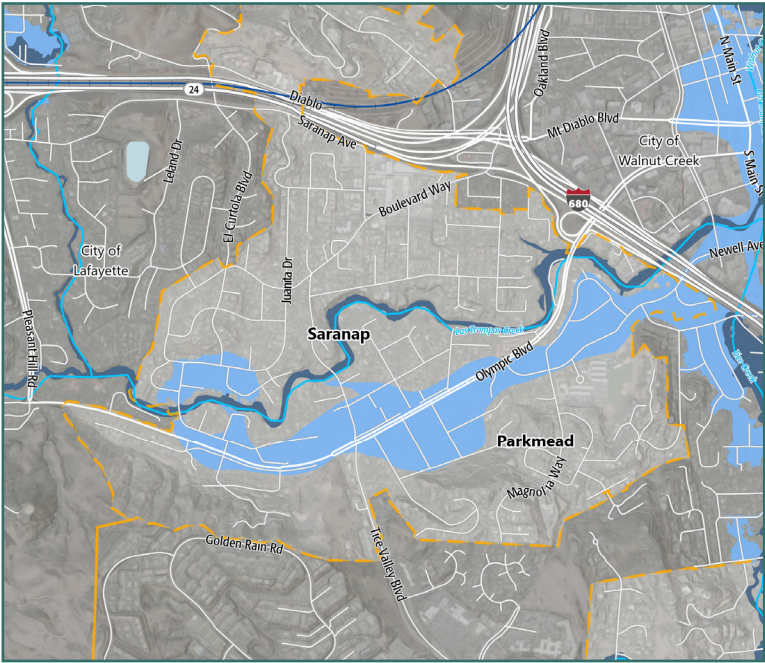 N Main St
Oakland Blvd
24
Diablo
Saranap Ave
Mt Diablo Blvd
City of
Walnut Creek
S Main St
Leland Dr
El Curtola Blvd
Boulevard Way
680
City of
Lafayette
Newell Ave
Juanita Dr
Pleasant Hill Rd
Saranap
Las Trampas Creek
Olympic Blvd
Tice Creek
Parkmead
Magnolia Way
Golden Rain Rd
Tice Valley Blvd